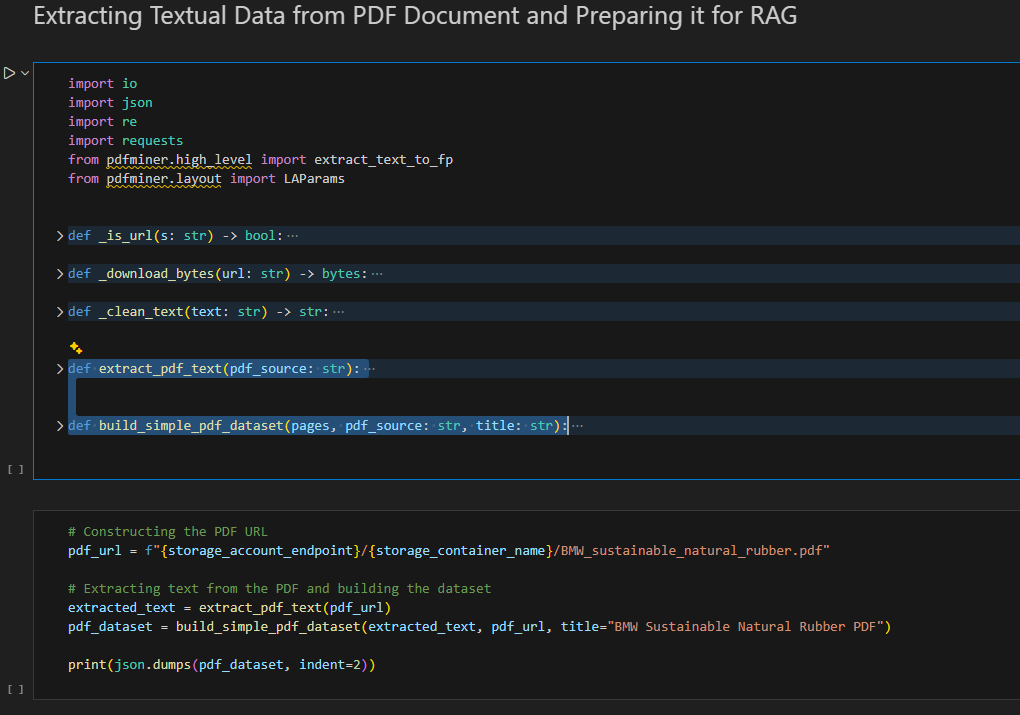 Extracting Textual Data from PDF Document and Preparing it for RAG
import io
import json
import re
import requests
from pdfminer.high_level import extract_text_to_fp
from pdfminer.layout import LAParams
def _is_url(s: str) -> bool: ···
def _download_bytes(url: str) -> bytes: ···
def _clean_text(text: str) -> str: ···
def extract_pdf_text(pdf_source: str): ···
def build_simple_pdf_dataset(pages, pdf_source: str, title: str): ···
[ ]
# Constructing the PDF URL
pdf_url = f"{storage_account_endpoint}/{storage_container_name}/BMW_sustainable_natural_rubber.pdf"
# Extracting text from the PDF and building the dataset
extracted_text = extract_pdf_text(pdf_url)
pdf_dataset = build_simple_pdf_dataset(extracted_text, pdf_url, title="BMW Sustainable Natural Rubber PDF")
print(json.dumps(pdf_dataset, indent=2))
[ ]